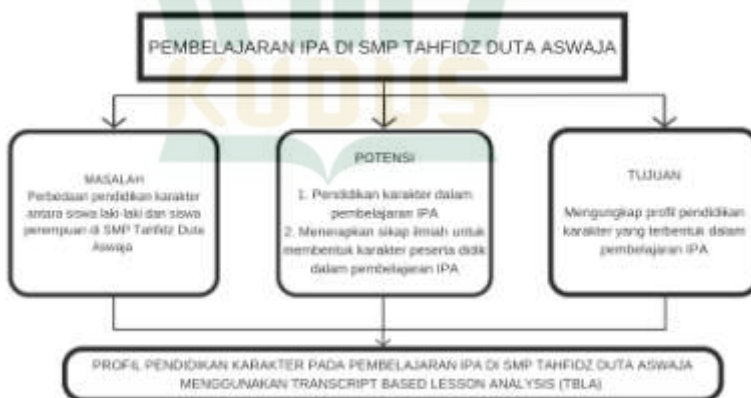 PEMBELAJARAN IPA DI SMP TAHFIDZ DUTA ASWAJA
KUDUS
MASALAH
Perbedaan pendidikan karakter
antara siswa laki-laki dan siswa
perempuan di SMP Tahfidz Duta
Aswaja
POTENSI
1. Pendidikan karakter dalam
pembelajaran IPA
2. Menerapkan sikap ilmiah untuk
membentuk karakter peserta didik
dalam pembelajaran IPA
TUJUAN
Mengungkap profil pendidikan
karakter yang terbentuk dalam
pembelajaran IPA
PROFIL PENDIDIKAN KARAKTER PADA PEMBELAJARAN IPA DI SMP TAHFIDZ DUTA ASWAJA
MENGGUNAKAN TRANSCRIPT BASED LESSON ANALYSIS (TBLA)